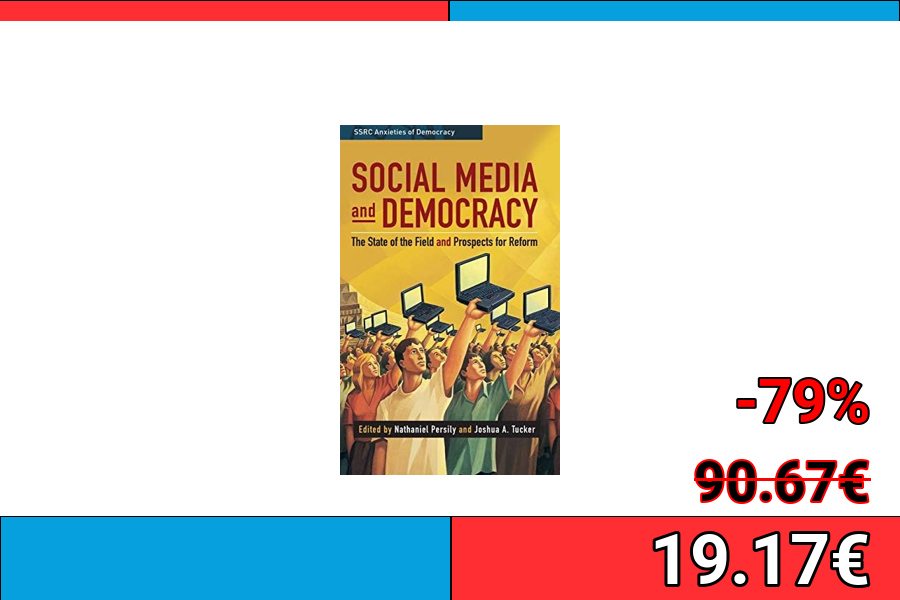 SSRC Anxieties of Democracy
SOCIAL MEDIA
and DEMOCRACY
The State of the Field and Prospects for Reform
Edited by Nathaniel Persily and Joshua A. Tucker
-79%
90.67€
19.17€